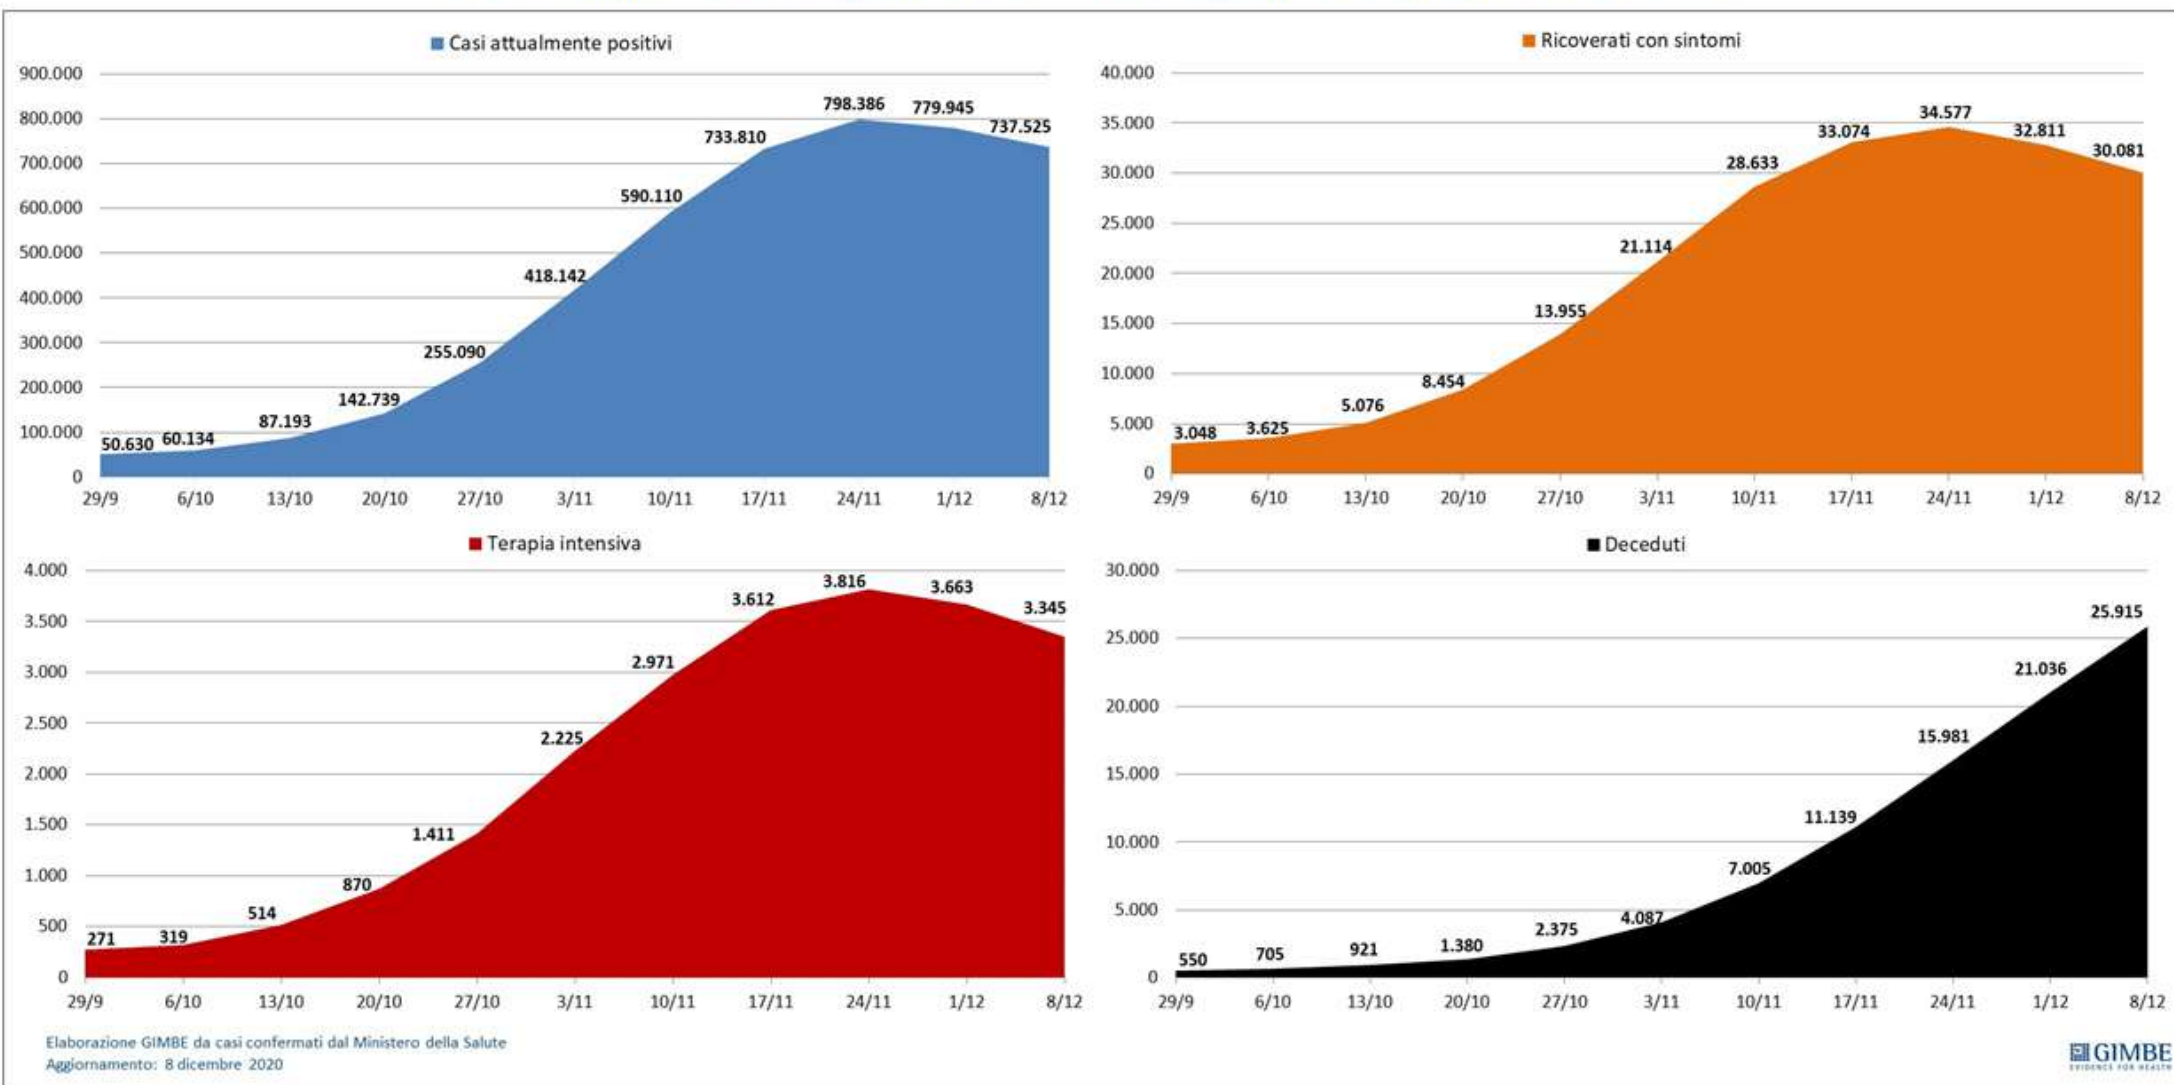 Casi attualmente positivi
900.000
800.000
700.000
600.000
500.000
400.000
300.000
200.000
100.000
0
50.630 60.134 87.193 142.739 255.090 418.142 590.110 733.810 798.386 779.945 737.525
29/9 6/10 13/10 20/10 27/10 3/11 10/11 17/11 24/11 1/12 8/12
Ricoverati con sintomi
40.000
35.000
30.000
25.000
20.000
15.000
10.000
5.000
0
3.048 3.625 5.076 8.454 13.955 21.114 28.633 33.074 34.577 32.811 30.081
29/9 6/10 13/10 20/10 27/10 3/11 10/11 17/11 24/11 1/12 8/12
Terapia intensiva
4.000
3.500
3.000
2.500
2.000
1.500
1.000
500
0
271 319 514 870 1.411 2.225 2.971 3.612 3.816 3.663 3.345
29/9 6/10 13/10 20/10 27/10 3/11 10/11 17/11 24/11 1/12 8/12
Deceduti
30.000
25.000
20.000
15.000
10.000
5.000
0
550 705 921 1.380 2.375 4.087 7.005 11.139 15.981 21.036 25.915
29/9 6/10 13/10 20/10 27/10 3/11 10/11 17/11 24/11 1/12 8/12
Elaborazione GIMBE da casi confermati dal Ministero della Salute
Aggiornamento: 8 dicembre 2020
GIMBE
EVIDENCE FOR HEALTH